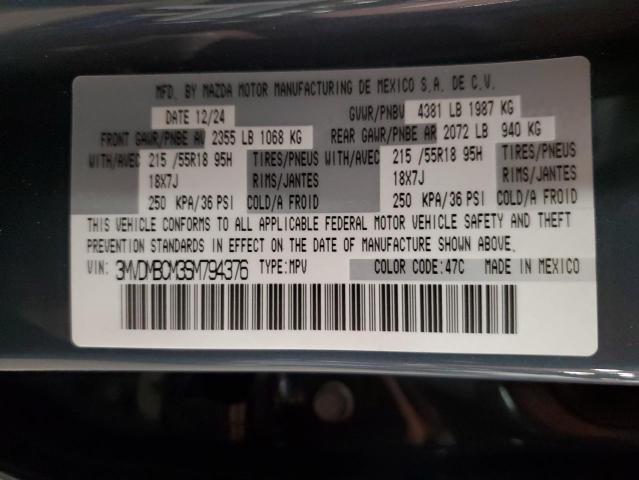 MFD. BY MAZDA MOTOR MANUFACTURING DE MEXICO S.A. DE C.V.
DATE 12/24 GVWR/PNBV 4381 LB 1987 KG
FRONT GAWR/PNBE AV 2355 LB 1068 KG REAR GAWR/PNBE AR 2072 LB 940 KG
WITH/AVEC 215 /55R18 95H TIRES/PNEUS WITH/AVEC 215 /55R18 95H TIRES/PNEUS
18X7J RIMS/JANTES 18X7J RIMS/JANTES
250 KPA/36 PSI COLD/A FROID 250 KPA/36 PSI COLD/A FROID
THIS VEHICLE CONFORMS TO ALL APPLICABLE FEDERAL MOTOR VEHICLE SAFETY AND THEFT
PREVENTION STANDARDS IN EFFECT ON THE DATE OF MANUFACTURE SHOWN ABOVE.
VIN: 3MVDMBCM3SM794376 TYPE:MPV COLOR CODE:47C MADE IN MEXICO